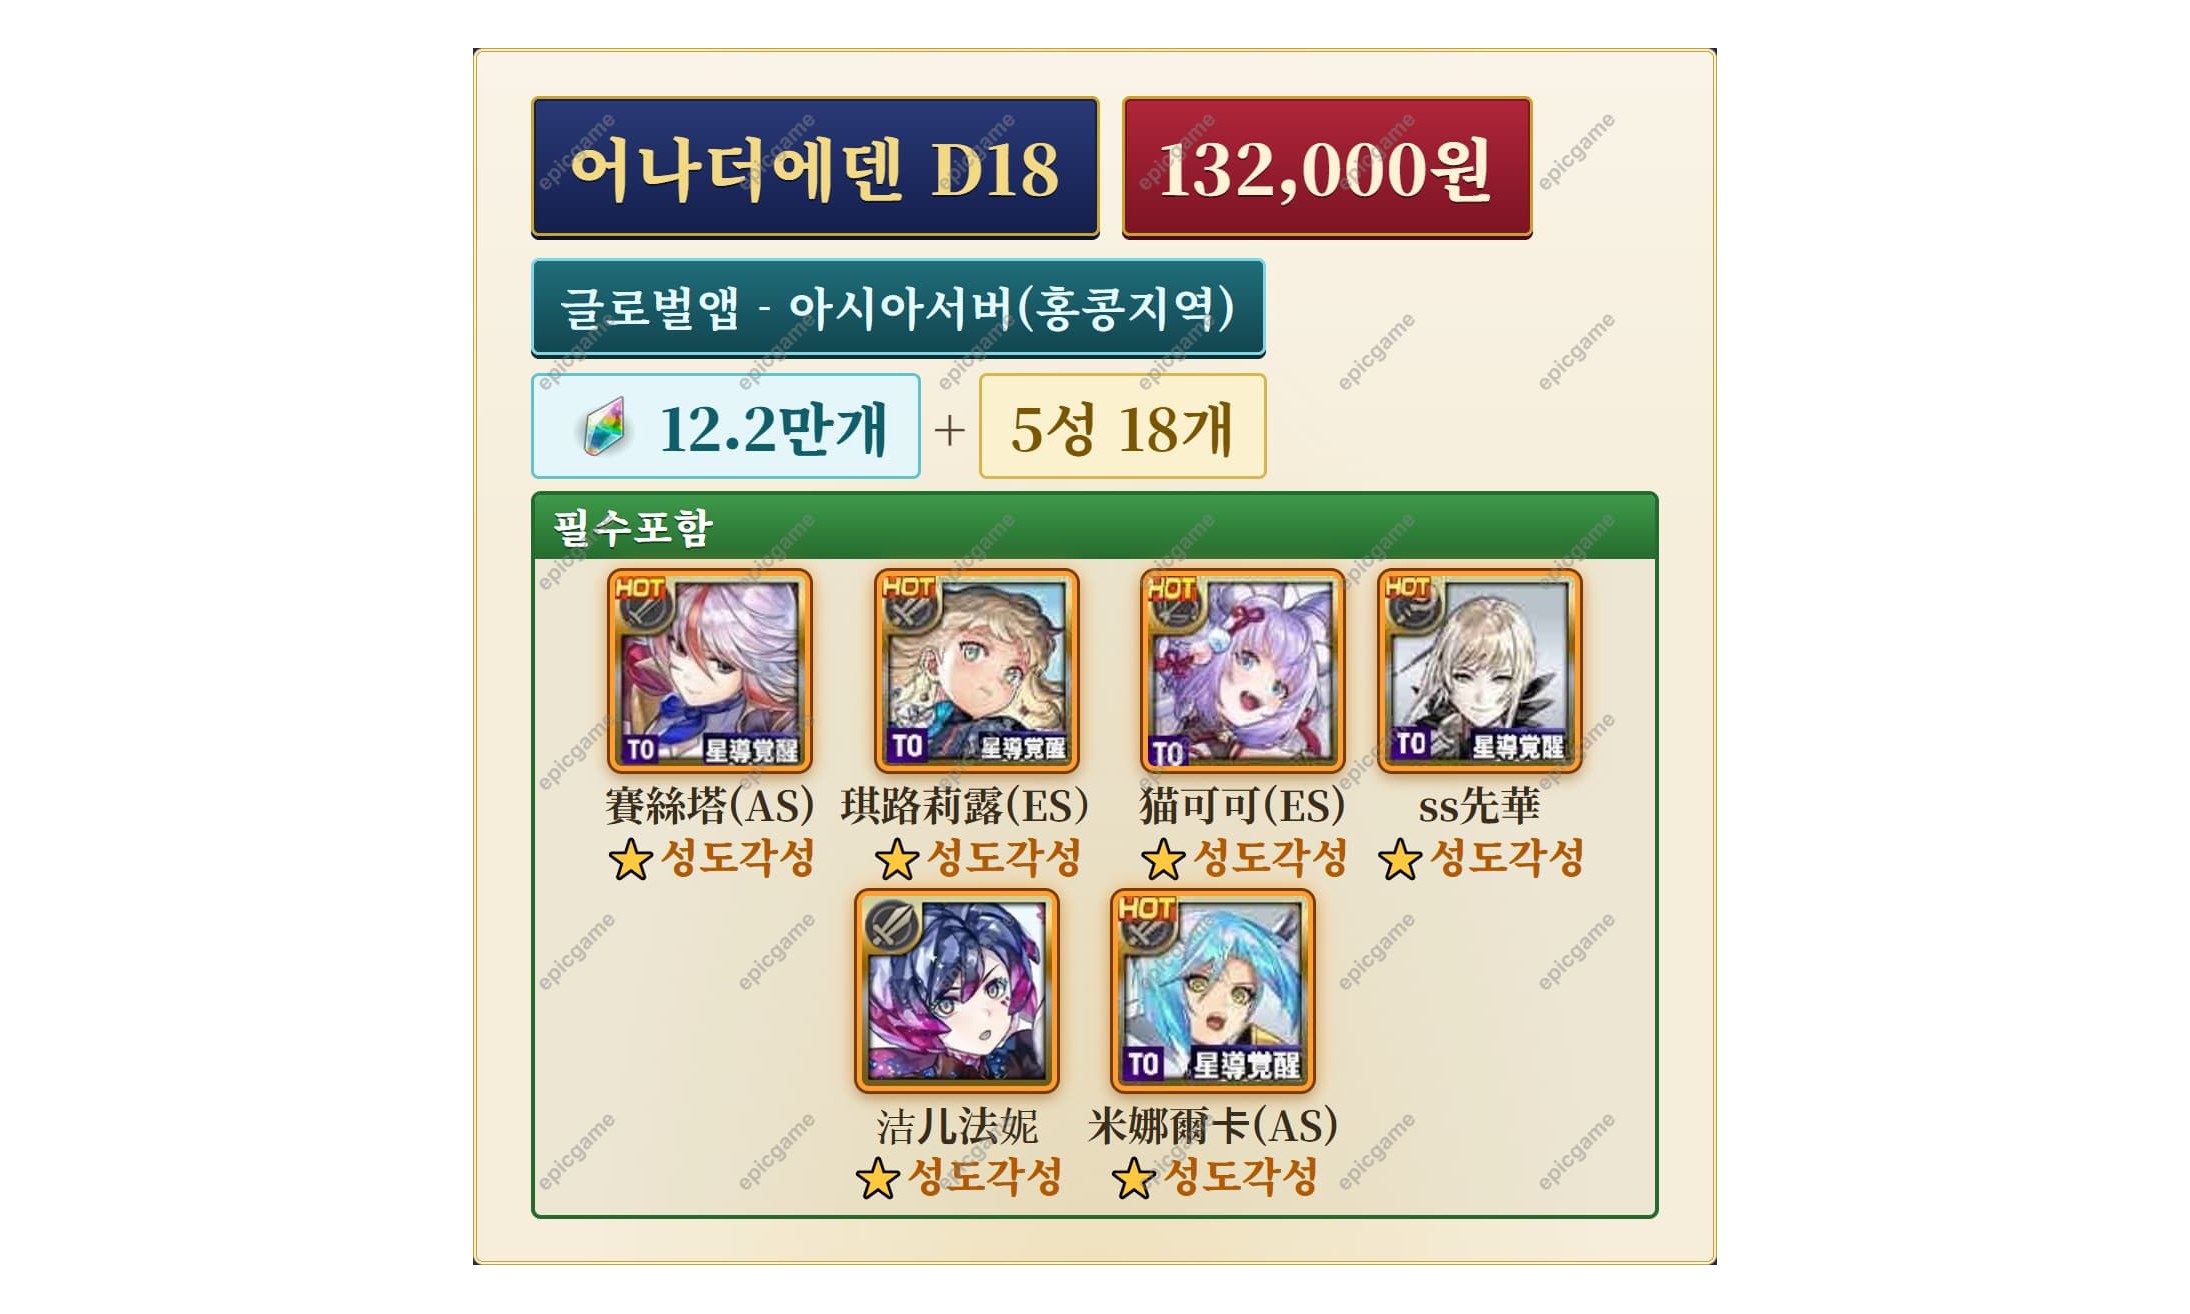 어나더에덴 D18 132,000원
글로벌앱 - 아시아서버(홍콩지역)
12.2만개 + 5성 18개
필수포함
HOT HOT HOT HOT
TO 星導覚醒 TO 星導覚醒 TO TO 星導覚醒
賽絲塔(AS) 琪路莉露(ES) 猫可可(ES) ss先華
성도각성 성도각성 성도각성 성도각성
HOT
TO 星導覚醒
洁儿法妮 米娜爾卡(AS)
성도각성 성도각성
epicgame